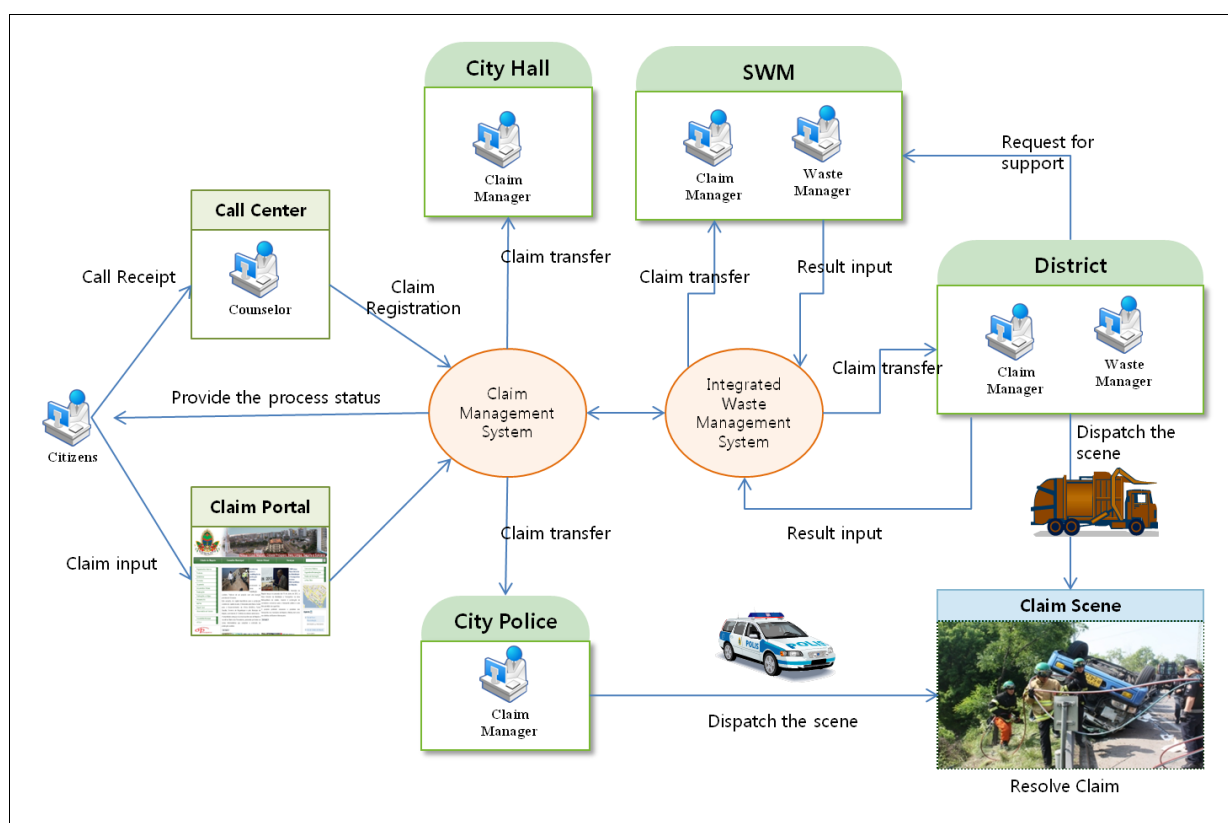 City Hall
Claim
Manager
SWM
Claim
Manager
Waste
Manager
Request for
support
Call Center
Counselor
Call Receipt
Claim
Registration
Claim transfer
Claim transfer
Result input
District
Claim
Manager
Waste
Manager
Citizens
Provide the process status
Claim
Management
System
Integrated
Waste
Management
System
Claim transfer
Dispatch the
scene
Claim Portal
Claim input
Claim transfer
Result input
City Police
Claim
Manager
POLIS
Dispatch the scene
Claim Scene
Resolve Claim